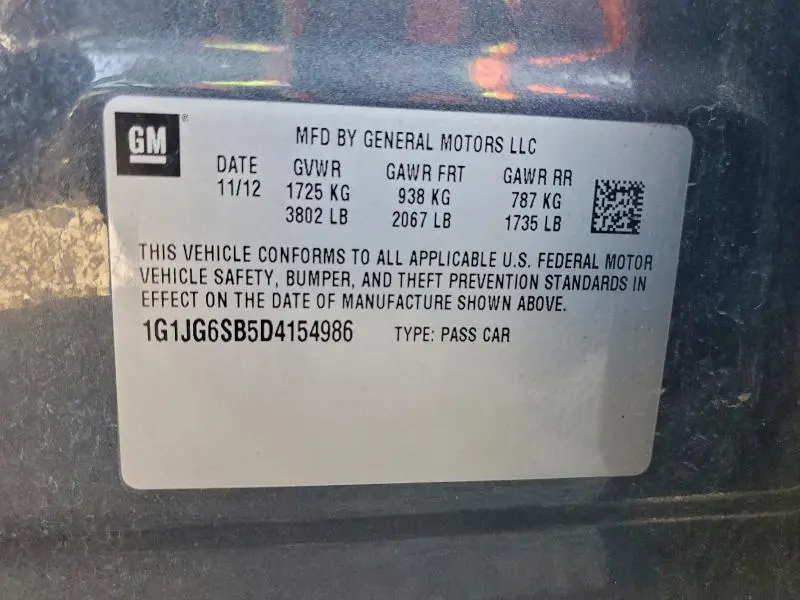 GM ®
MFD BY GENERAL MOTORS LLC
DATE GVWR GAWR FRT GAWR RR
11/12 1725 KG 938 KG 787 KG
3802 LB 2067 LB 1735 LB
THIS VEHICLE CONFORMS TO ALL APPLICABLE U.S. FEDERAL MOTOR
VEHICLE SAFETY, BUMPER, AND THEFT PREVENTION STANDARDS IN
EFFECT ON THE DATE OF MANUFACTURE SHOWN ABOVE.
1G1JG6SB5D4154986 TYPE: PASS CAR